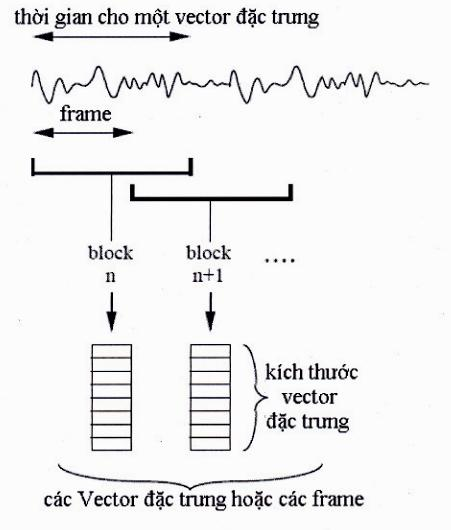 thời gian cho một vector đặc trưng
frame
block
n
block
n+1
....
kích thước
vector
đặc trưng
các Vector đặc trưng hoặc các frame